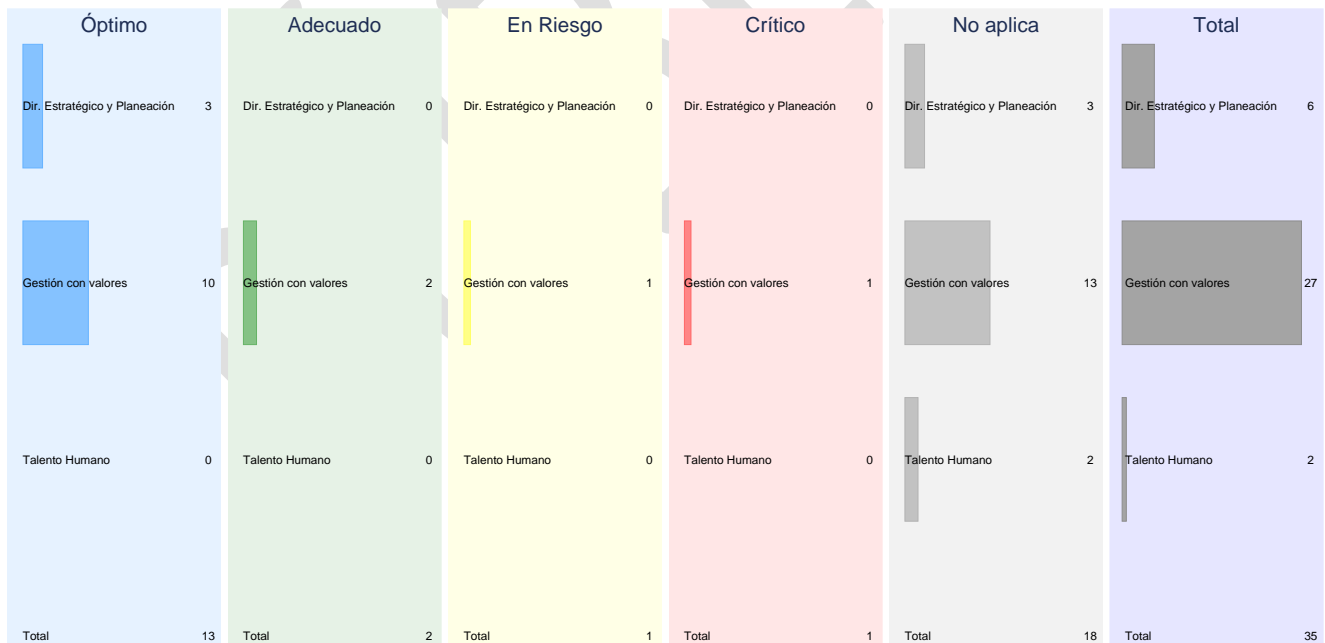 Óptimo Adecuado En Riesgo Crítico No aplica Total
Dir. Estratégico y Planeación 3 Dir. Estratégico y Planeación 0 Dir. Estratégico y Planeación 0 Dir. Estratégico y Planeación 0 Dir. Estratégico y Planeación 3 Dir. Estratégico y Planeación 6
Gestión con valores 10 Gestión con valores 2 Gestión con valores 1 Gestión con valores 1 Gestión con valores 13 Gestión con valores 27
Talento Humano 0 Talento Humano 0 Talento Humano 0 Talento Humano 0 Talento Humano 2 Talento Humano 2
Total 13 Total 2 Total 1 Total 1 Total 18 Total 35